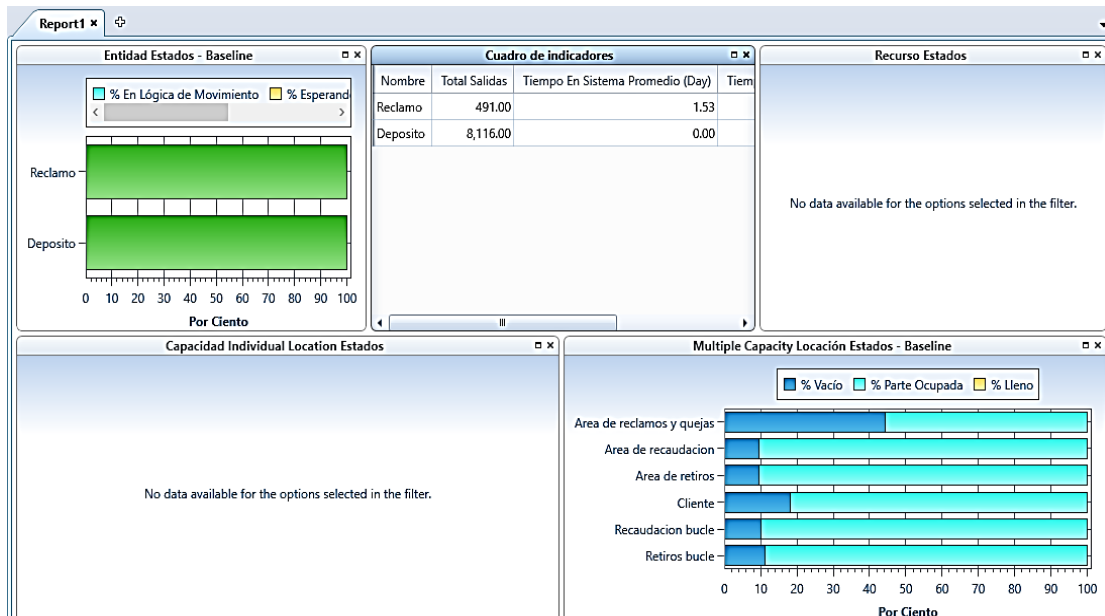 Report1
Entidad Estados - Baseline
% En Lógica de Movimiento % Esperand
Reclamo
Deposito
0 10 20 30 40 50 60 70 80 90 100
Por Ciento
Cuadro de indicadores
Nombre Total Salidas Tiempo En Sistema Promedio (Day) Tiem
Reclamo 491.00 1.53
Deposito 8,116.00 0.00
Recurso Estados
No data available for the options selected in the filter.
Capacidad Individual Location Estados
No data available for the options selected in the filter.
Multiple Capacity Locación Estados - Baseline
% Vacío % Parte Ocupada % Lleno
Area de reclamos y quejas
Area de recaudacion
Area de retiros
Cliente
Recaudacion bucle
Retiros bucle
0 10 20 30 40 50 60 70 80 90 100
Por Ciento